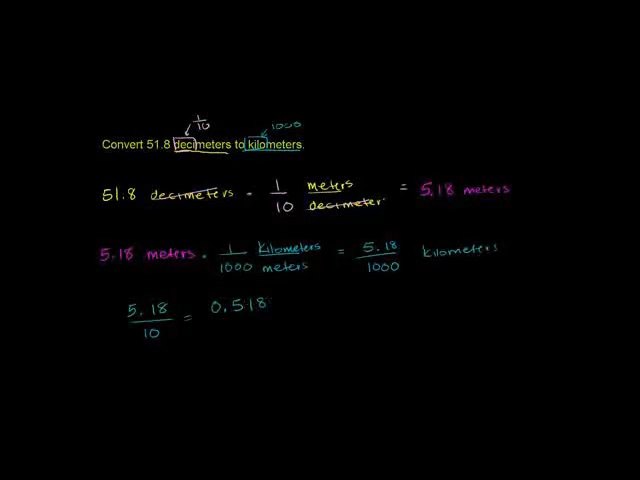 1/10 1000
Convert 51.8 decimeters to kilometers.
51.8 decimeters · 1/10 meters/decimeter = 5.18 meters
5.18 meters · 1/1000 kilometers/meters = 5.18/1000 kilometers
5.18/10 = 0.518